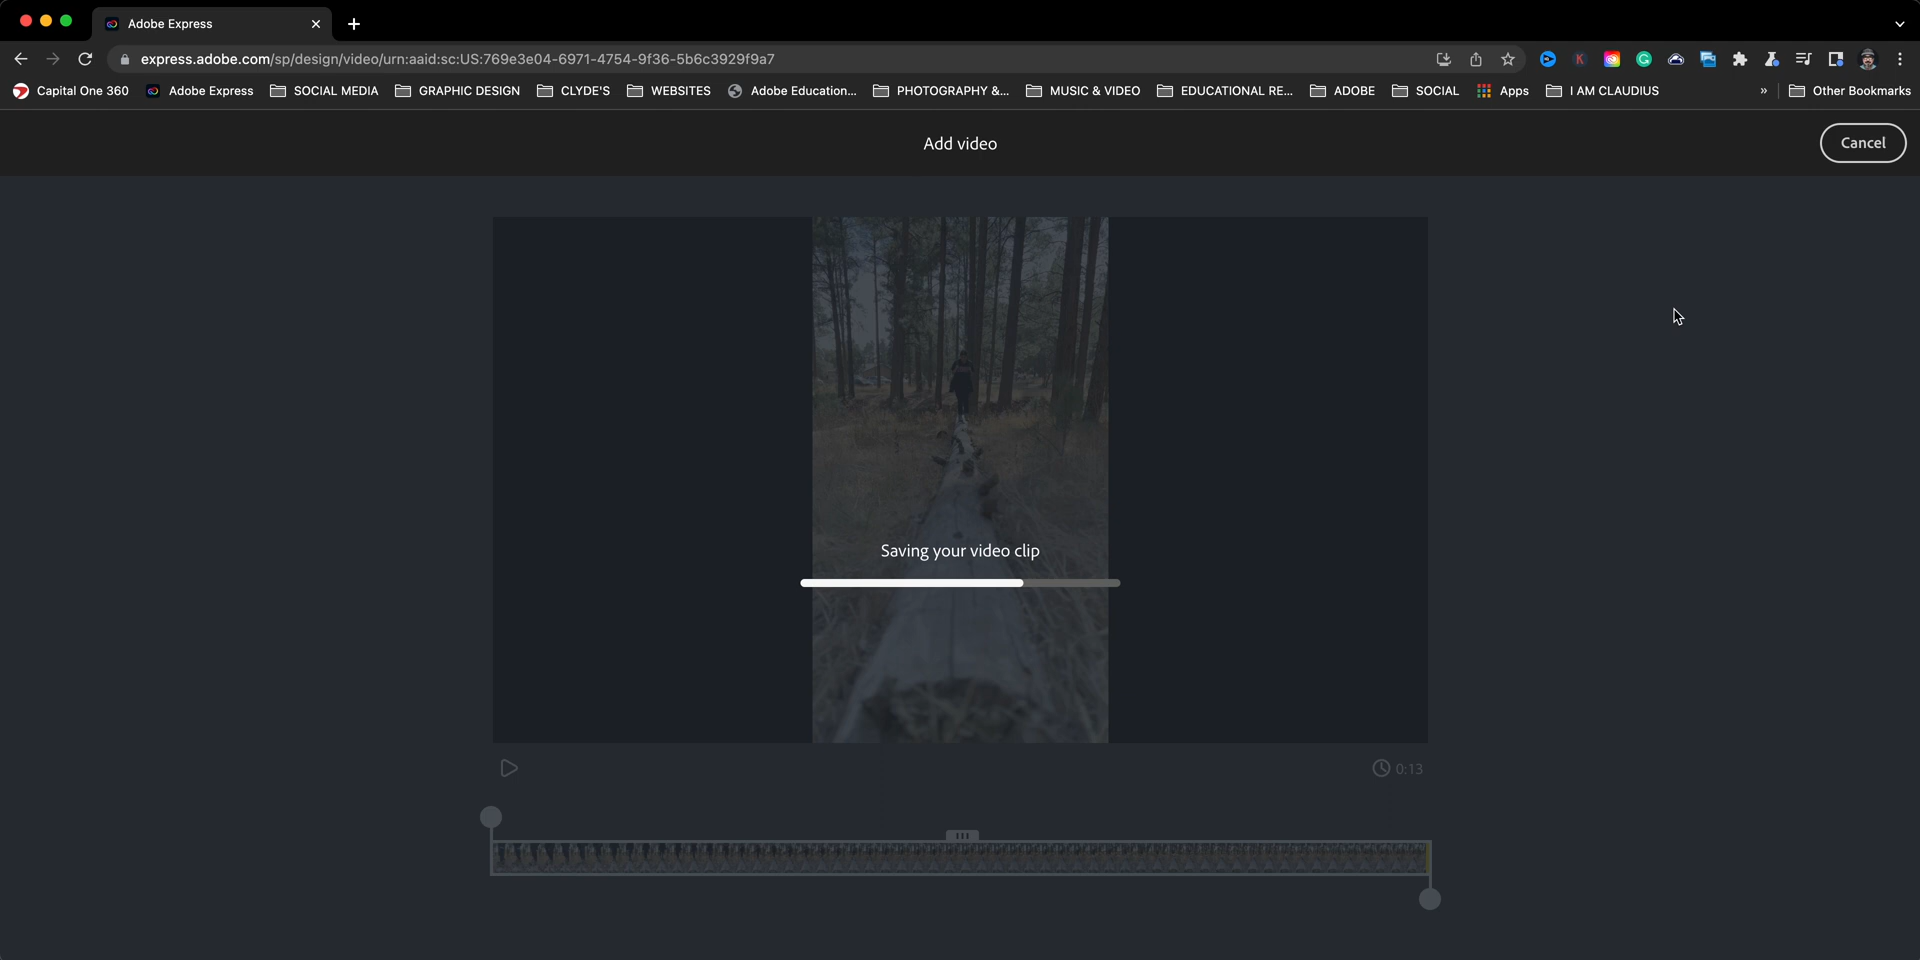 Adobe Express
express.adobe.com/sp/design/video/urn:aaid:sc:US:769e3e04-6971-4754-9f36-5b6c3929f9a7
Capital One 360 Adobe Express SOCIAL MEDIA GRAPHIC DESIGN CLYDE'S WEBSITES Adobe Education... PHOTOGRAPHY &... MUSIC & VIDEO EDUCATIONAL RE... ADOBE SOCIAL Apps I AM CLAUDIUS » Other Bookmarks
Add video
Cancel
Saving your video clip
0:13